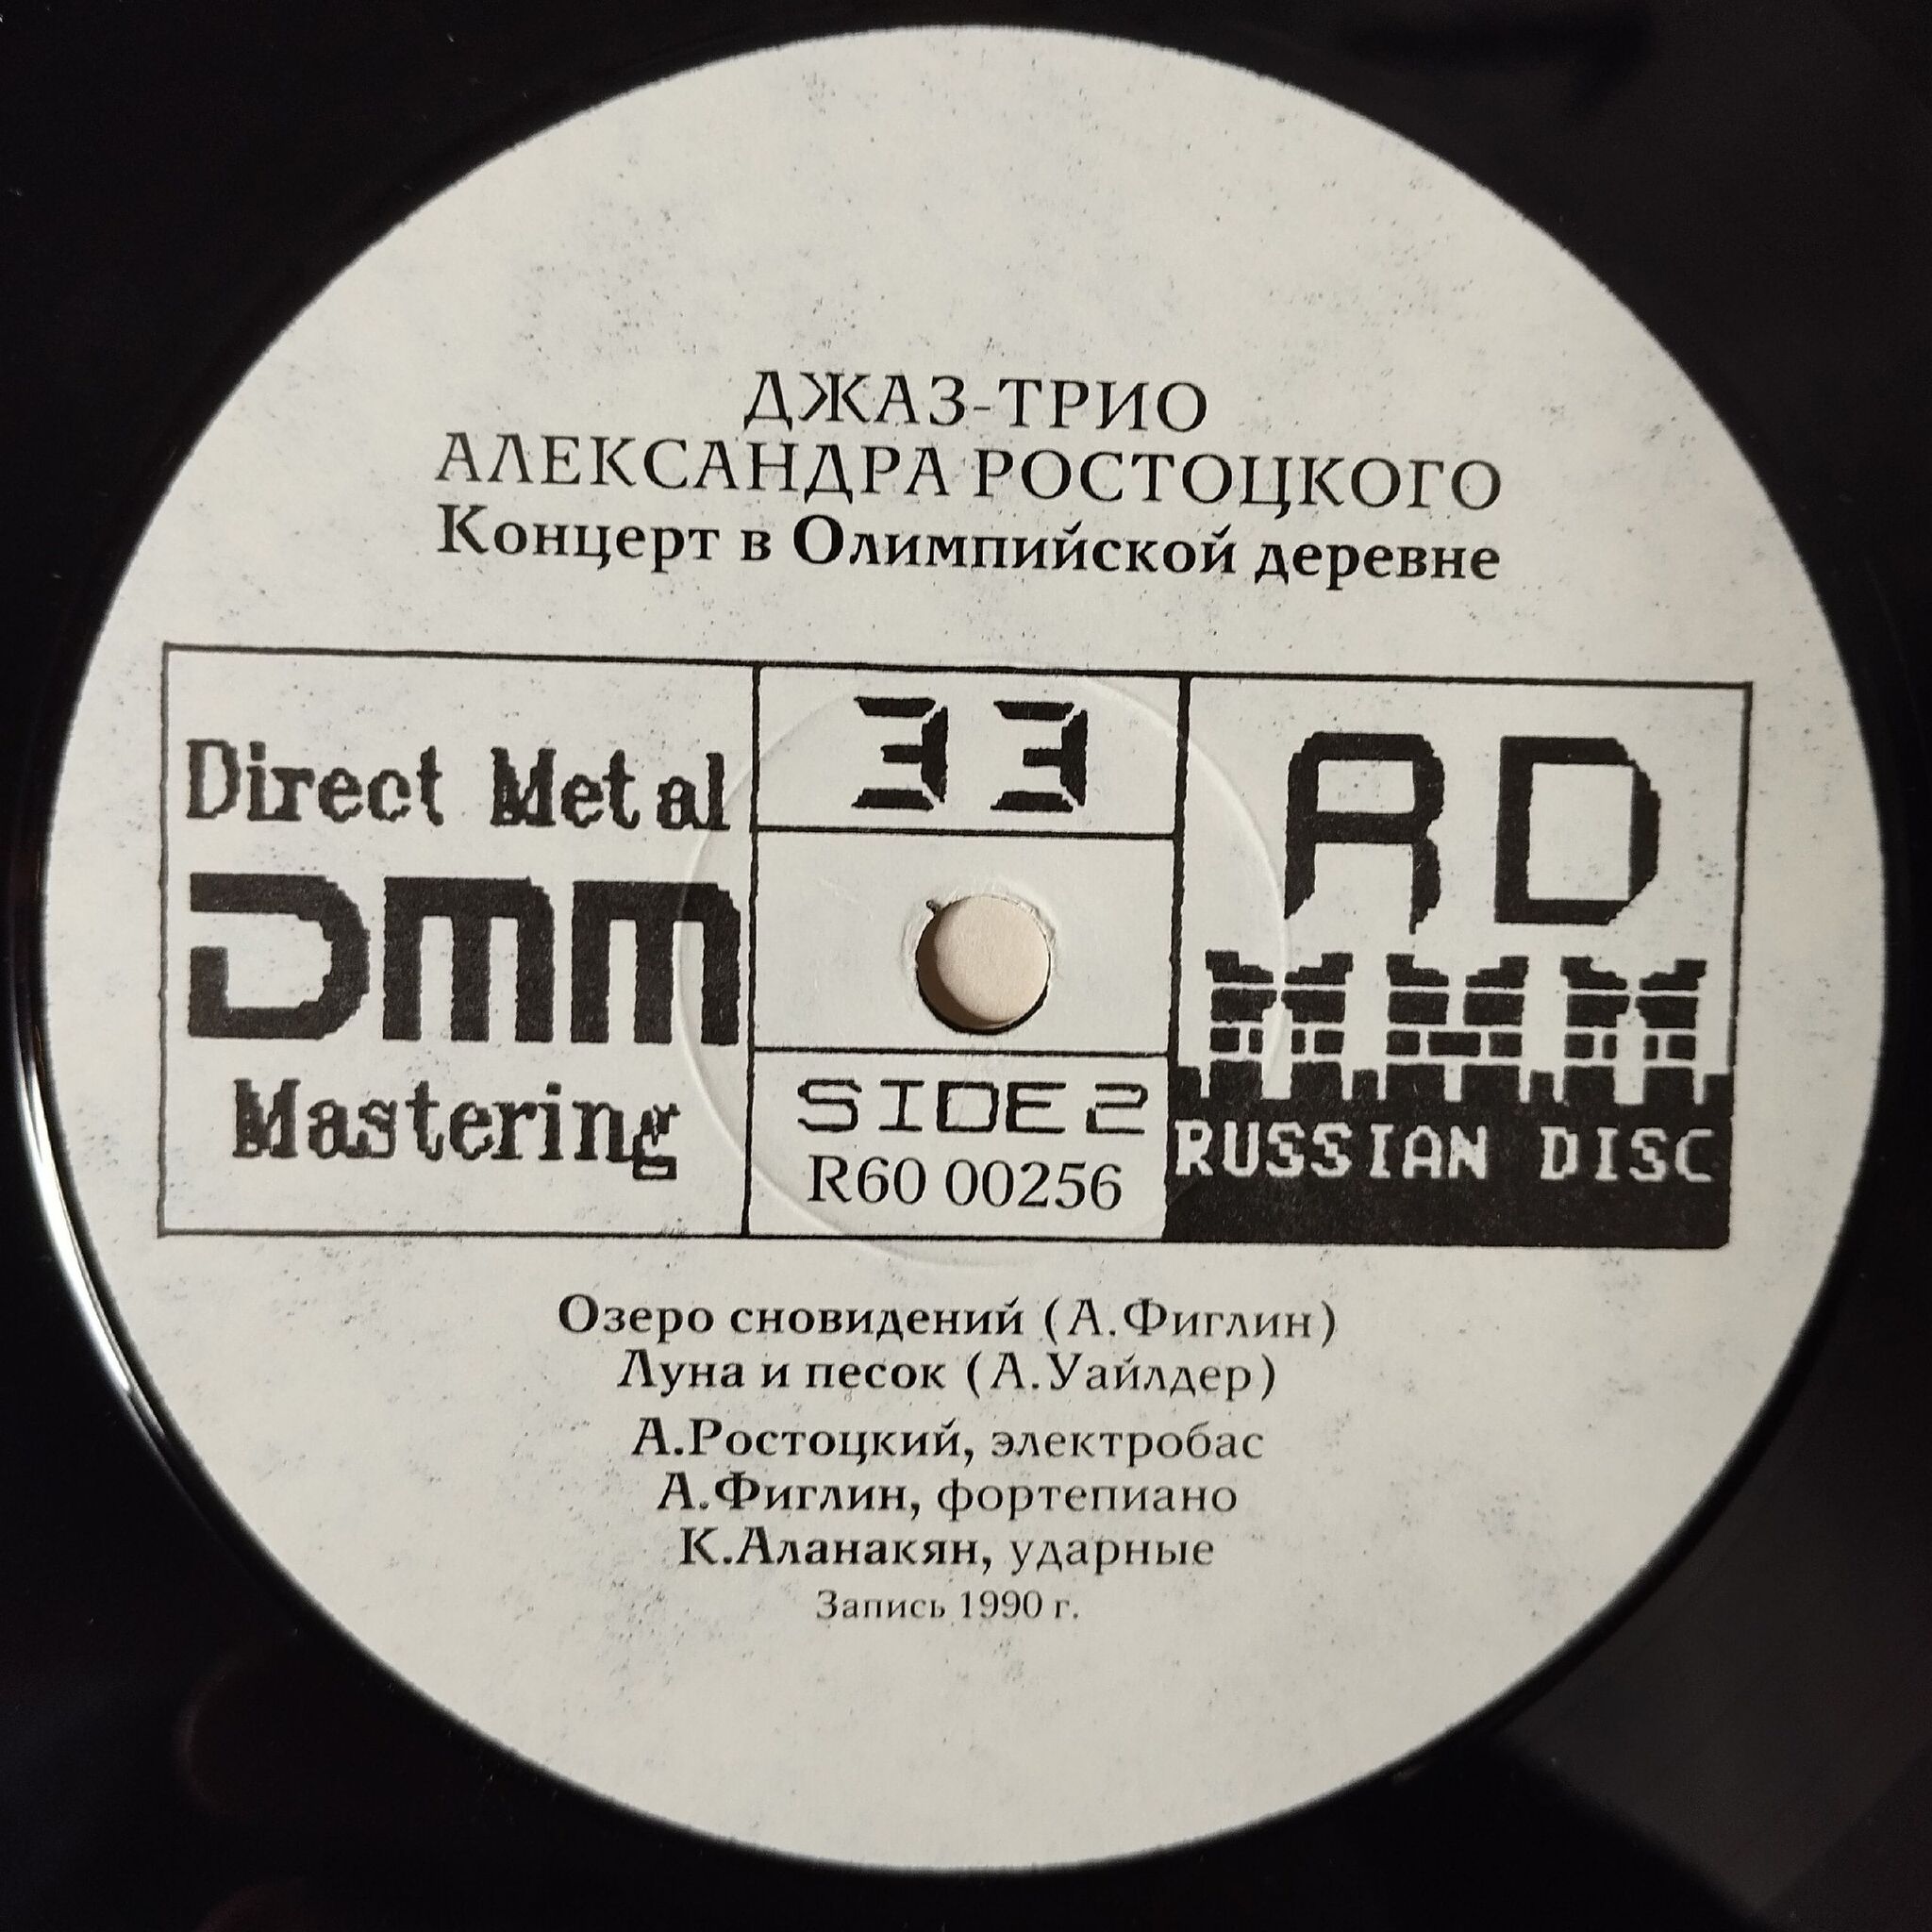 ДЖАЗ-ТРИО
АЛЕКСАНДРА РОСТОЦКОГО
Концерт в Олимпийской деревне
Direct Metal
DMM
Mastering
33
SIDE 2
R60 00256
RD
RUSSIAN DISC
Озеро сновидений (А.Фиглин)
Луна и песок (А.Уайлдер)
А.Ростоцкий, электробас
А.Фиглин, фортепиано
К.Аланакян, ударные
Запись 1990 г.